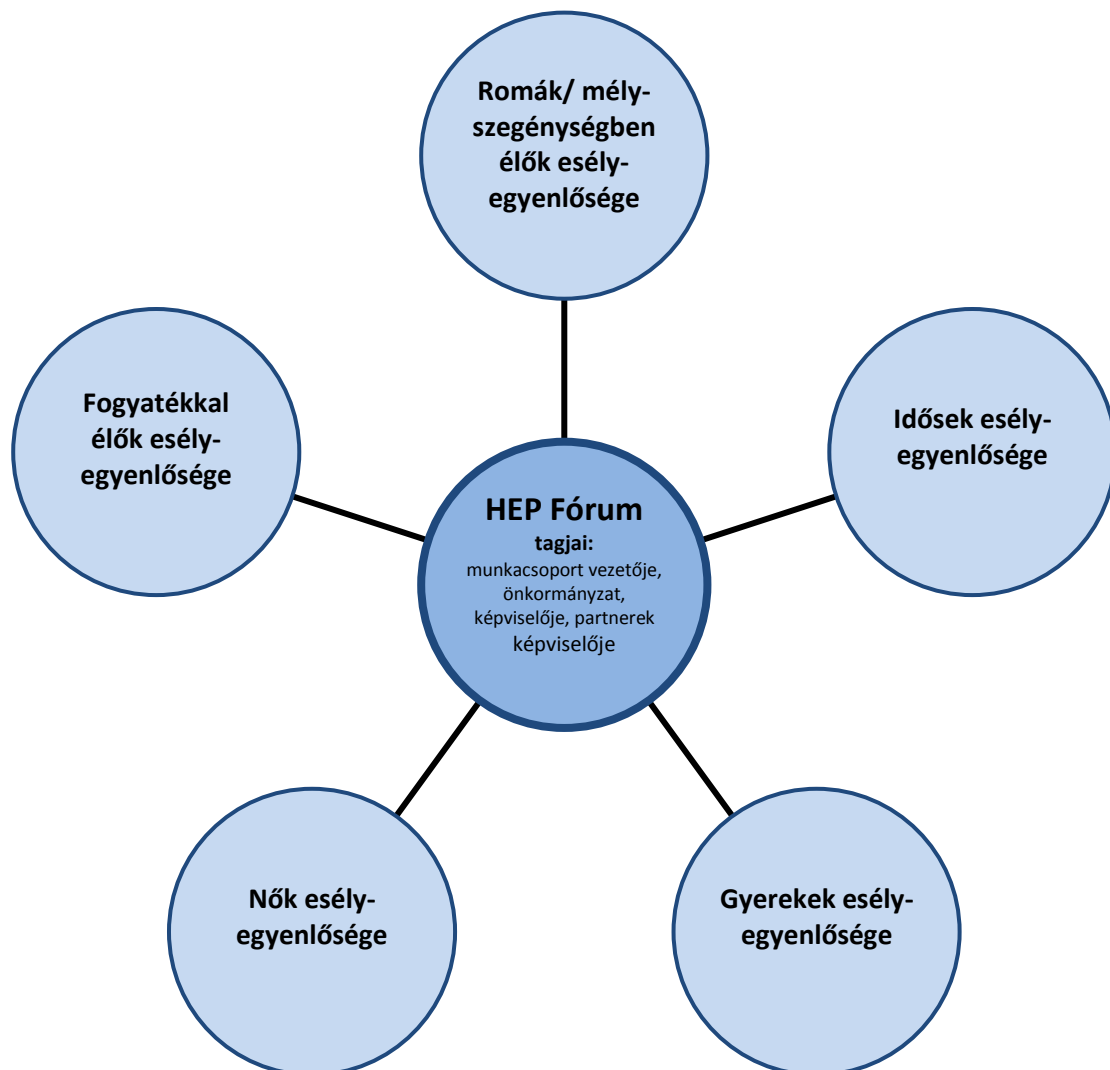 Romák/ mély-
szegénységben
élők esély-
egyenlősége
Fogyatékkal
élők esély-
egyenlősége
Idősek esély-
egyenlősége
HEP Fórum
tagjai:
munkacsoport vezetője,
önkormányzat,
képviselője, partnerek
képviselője
Nők esély-
egyenlősége
Gyerekek esély-
egyenlősége